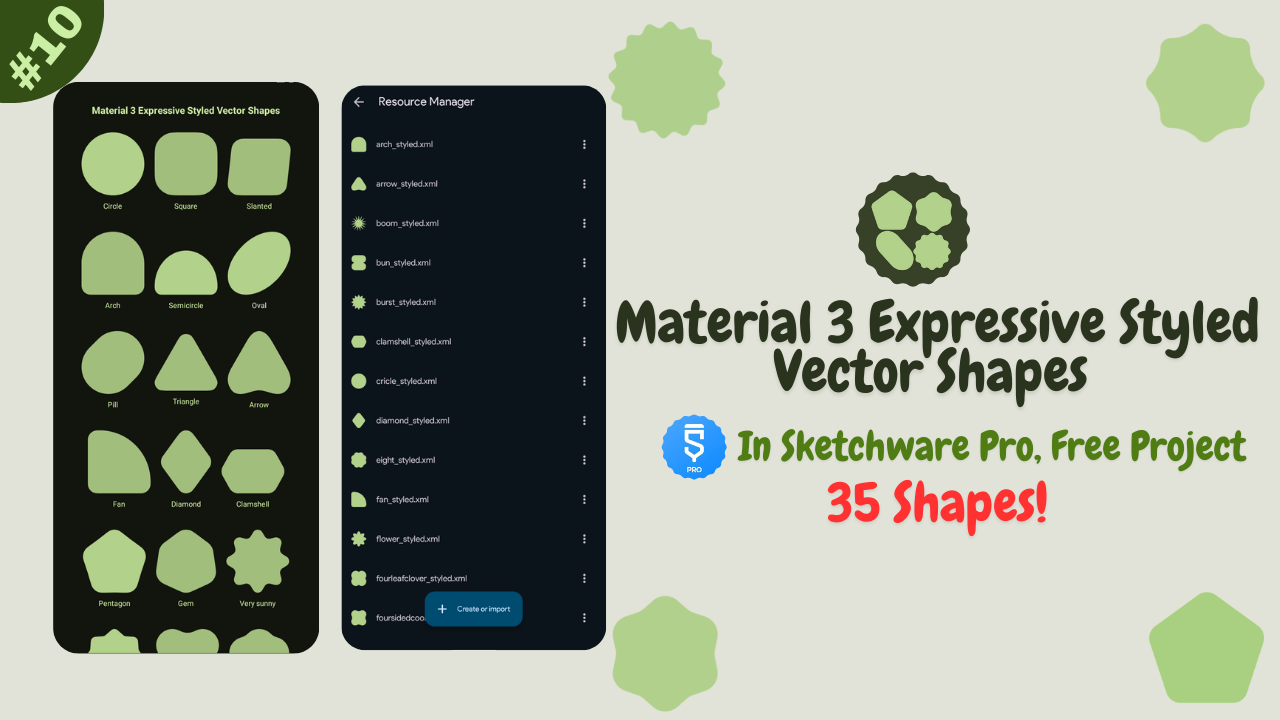 #10
Material 3 Expressive Styled Vector Shapes
Circle
Square
Slanted
Arch
Semicircle
Oval
Pill
Triangle
Arrow
Fan
Diamond
Clamshell
Pentagon
Gem
Very sunny
Resource Manager
arch_styled.xml
arrow_styled.xml
boom_styled.xml
bun_styled.xml
burst_styled.xml
clamshell_styled.xml
cricle_styled.xml
diamond_styled.xml
eight_styled.xml
fan_styled.xml
flower_styled.xml
fourleafclover_styled.xml
foursidedcoo
Create or import
Material 3 Expressive Styled
Vector Shapes
PRO
In Sketchware Pro, Free Project
35 Shapes!